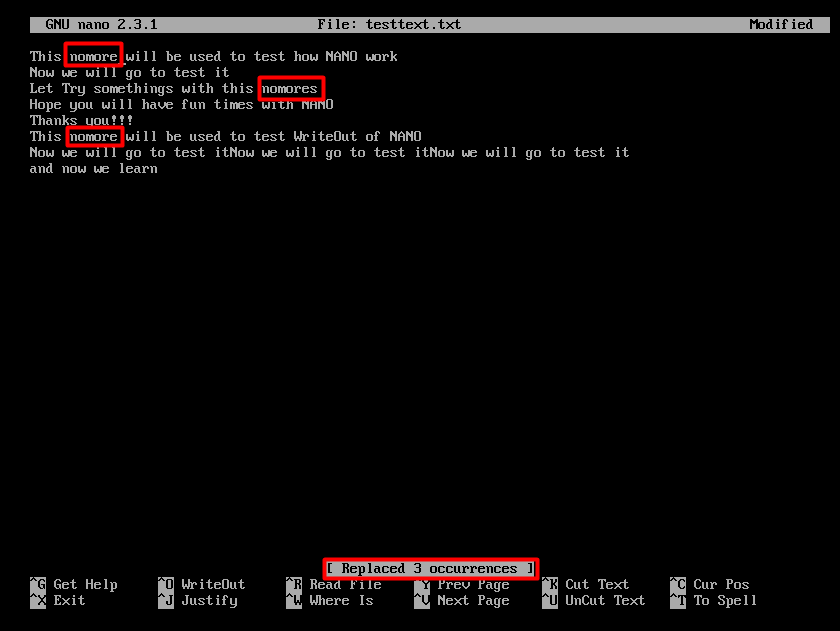 GNU nano 2.3.1 File: testtext.txt Modified
This nomore will be used to test how NANO work
Now we will go to test it
Let Try somethings with this nomores
Hope you will have fun times with NANO
Thanks you!!!
This nomore will be used to test WriteOut of NANO
Now we will go to test itNow we will go to test itNow we will go to test it
and now we learn
[ Replaced 3 occurrences ]
^G Get Help ^O WriteOut ^R Read File ^Y Prev Page ^K Cut Text ^C Cur Pos
^X Exit ^J Justify ^W Where Is ^V Next Page ^U UnCut Text ^T To Spell